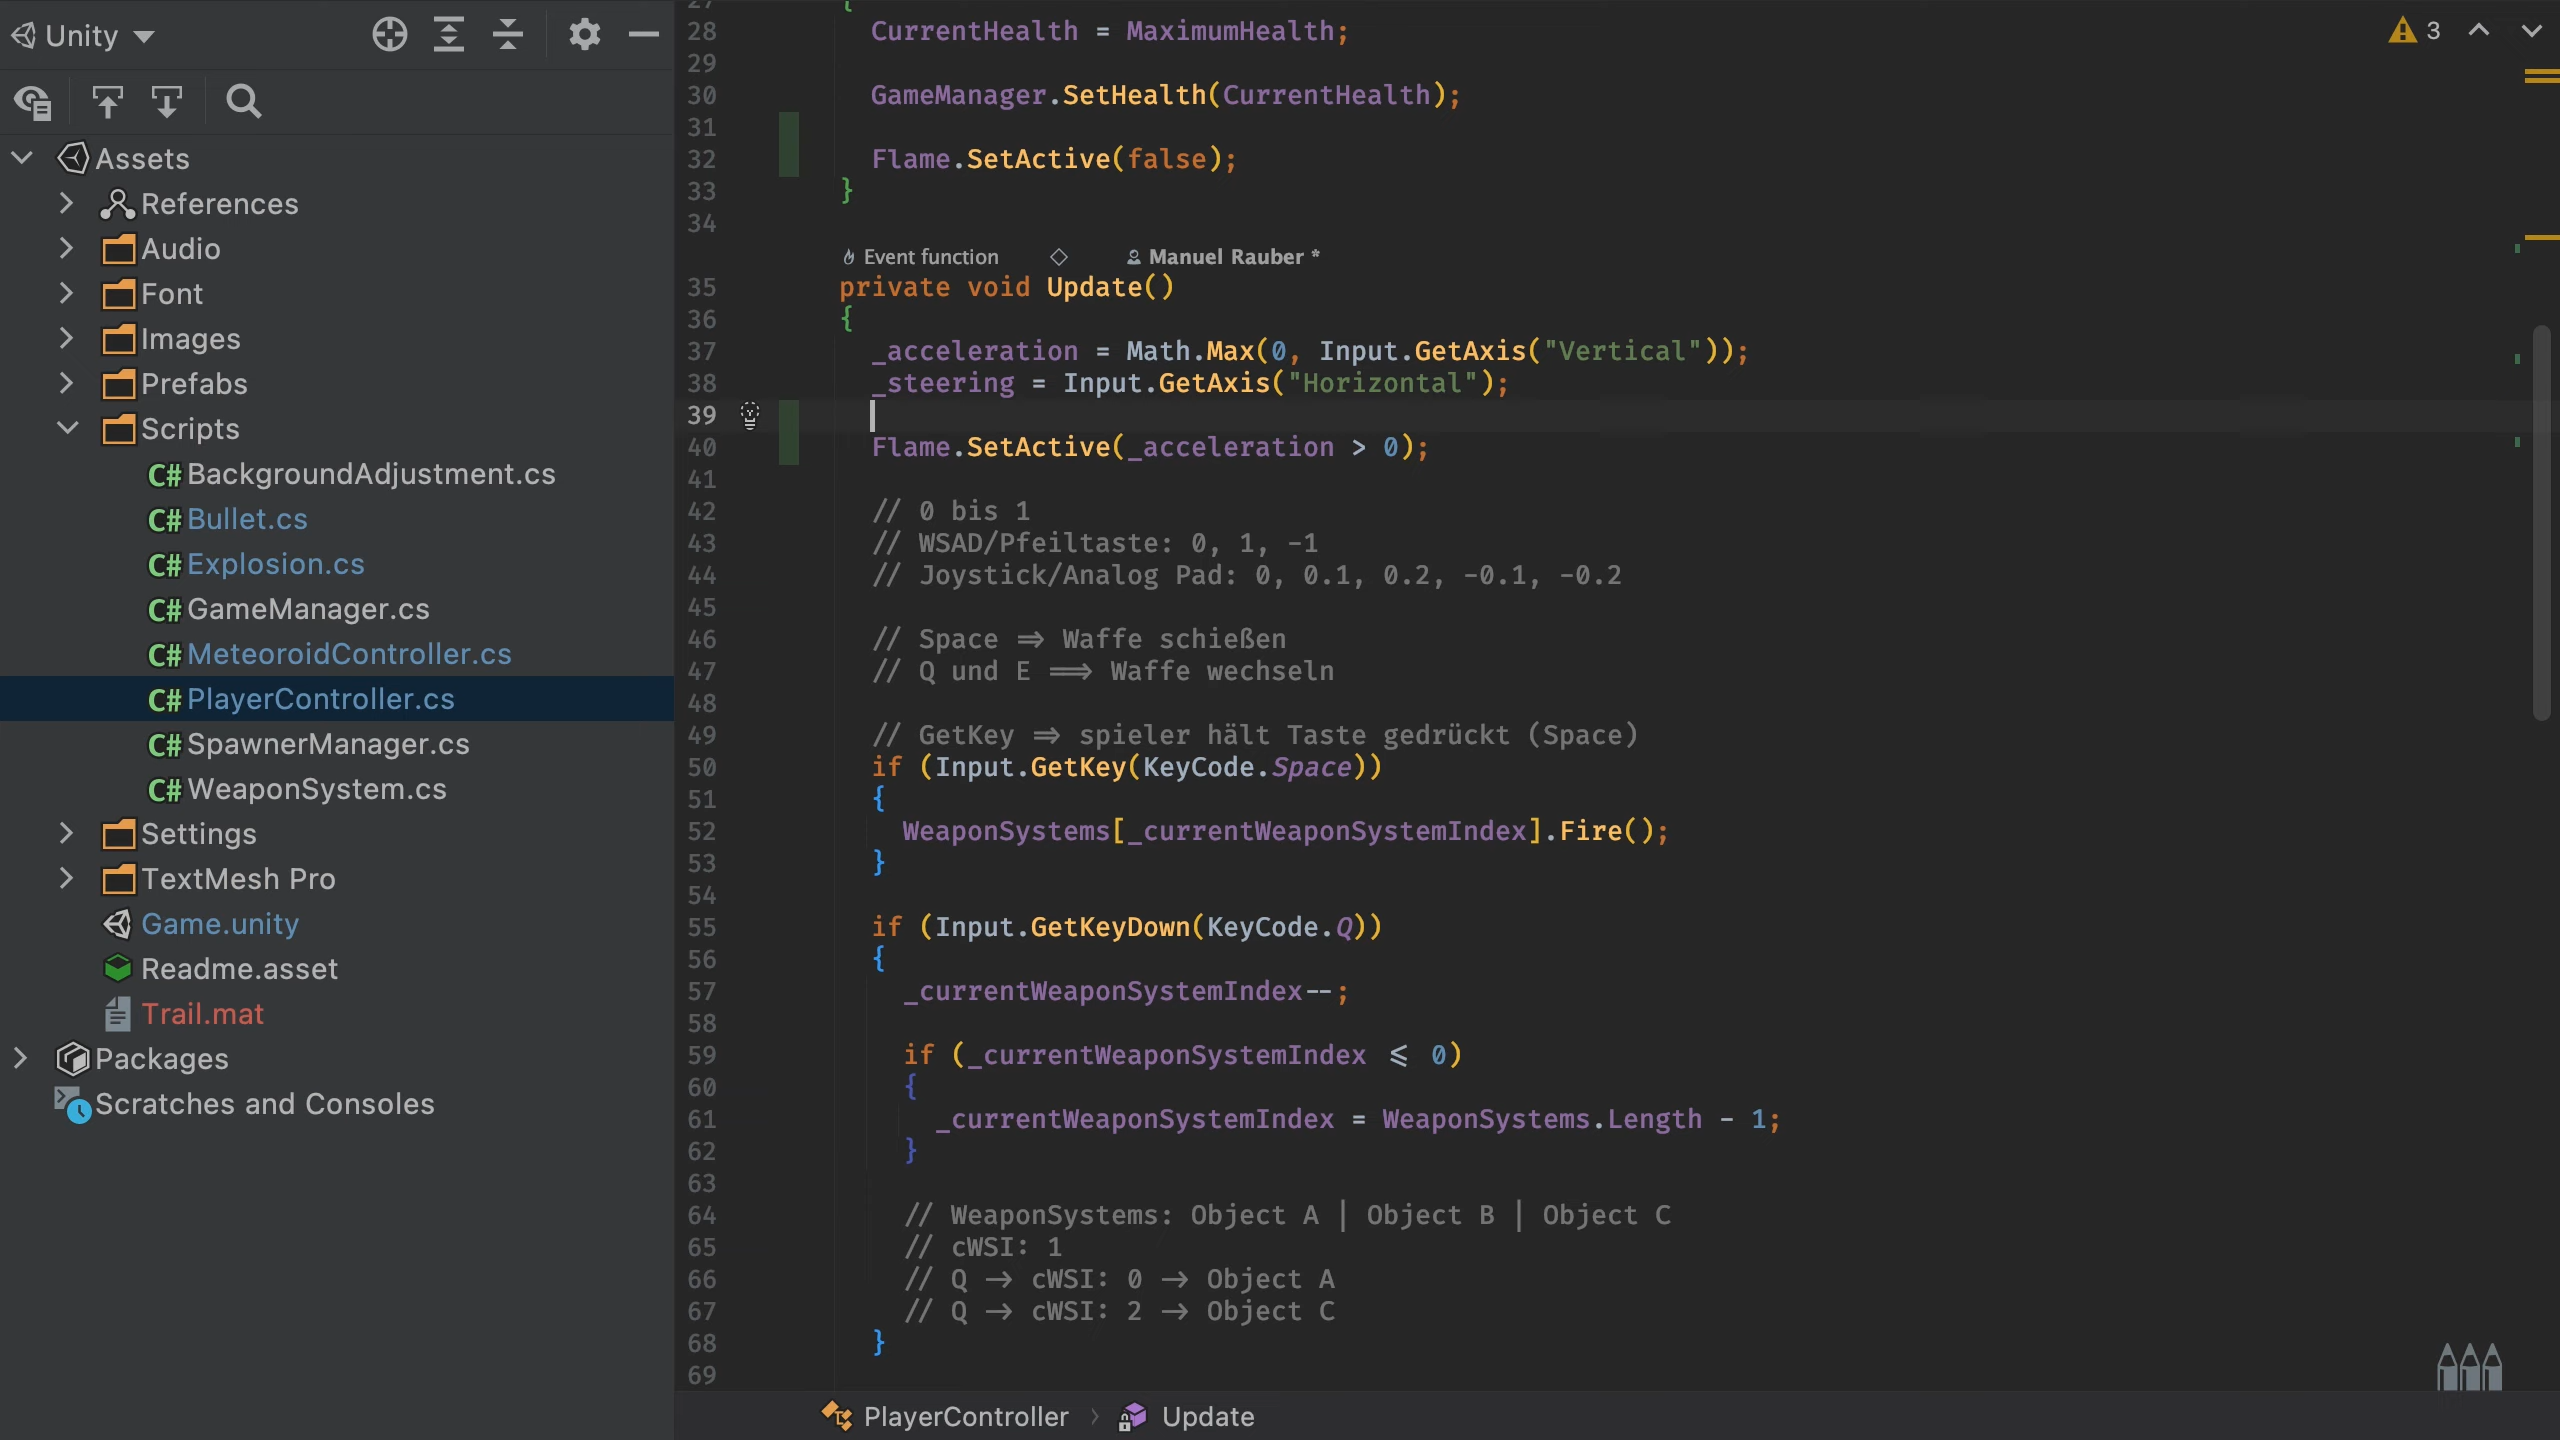 Unity
Assets
References
Audio
Font
Images
Prefabs
Scripts
C# BackgroundAdjustment.cs
C# Bullet.cs
C# Explosion.cs
C# GameManager.cs
C# MeteoroidController.cs
C# PlayerController.cs
C# SpawnerManager.cs
C# WeaponSystem.cs
Settings
TextMesh Pro
Game.unity
Readme.asset
Trail.mat
Packages
Scratches and Consoles
3
27 {
28 CurrentHealth = MaximumHealth;
29
30 GameManager.SetHealth(CurrentHealth);
31
32 Flame.SetActive(false);
33 }
34
Event function Manuel Rauber *
35 private void Update()
36 {
37 _acceleration = Math.Max(0, Input.GetAxis("Vertical"));
38 _steering = Input.GetAxis("Horizontal");
39
40 Flame.SetActive(_acceleration > 0);
41
42 // 0 bis 1
43 // WSAD/Pfeiltaste: 0, 1, -1
44 // Joystick/Analog Pad: 0, 0.1, 0.2, -0.1, -0.2
45
46 // Space ⇒ Waffe schießen
47 // Q und E ⟹ Waffe wechseln
48
49 // GetKey ⇒ spieler hält Taste gedrückt (Space)
50 if (Input.GetKey(KeyCode.Space))
51 {
52 WeaponSystems[_currentWeaponSystemIndex].Fire();
53 }
54
55 if (Input.GetKeyDown(KeyCode.Q))
56 {
57 _currentWeaponSystemIndex--;
58
59 if (_currentWeaponSystemIndex ⩽ 0)
60 {
61 _currentWeaponSystemIndex = WeaponSystems.Length - 1;
62 }
63
64 // WeaponSystems: Object A | Object B | Object C
65 // cWSI: 1
66 // Q → cWSI: 0 → Object A
67 // Q → cWSI: 2 → Object C
68 }
69
PlayerController Update